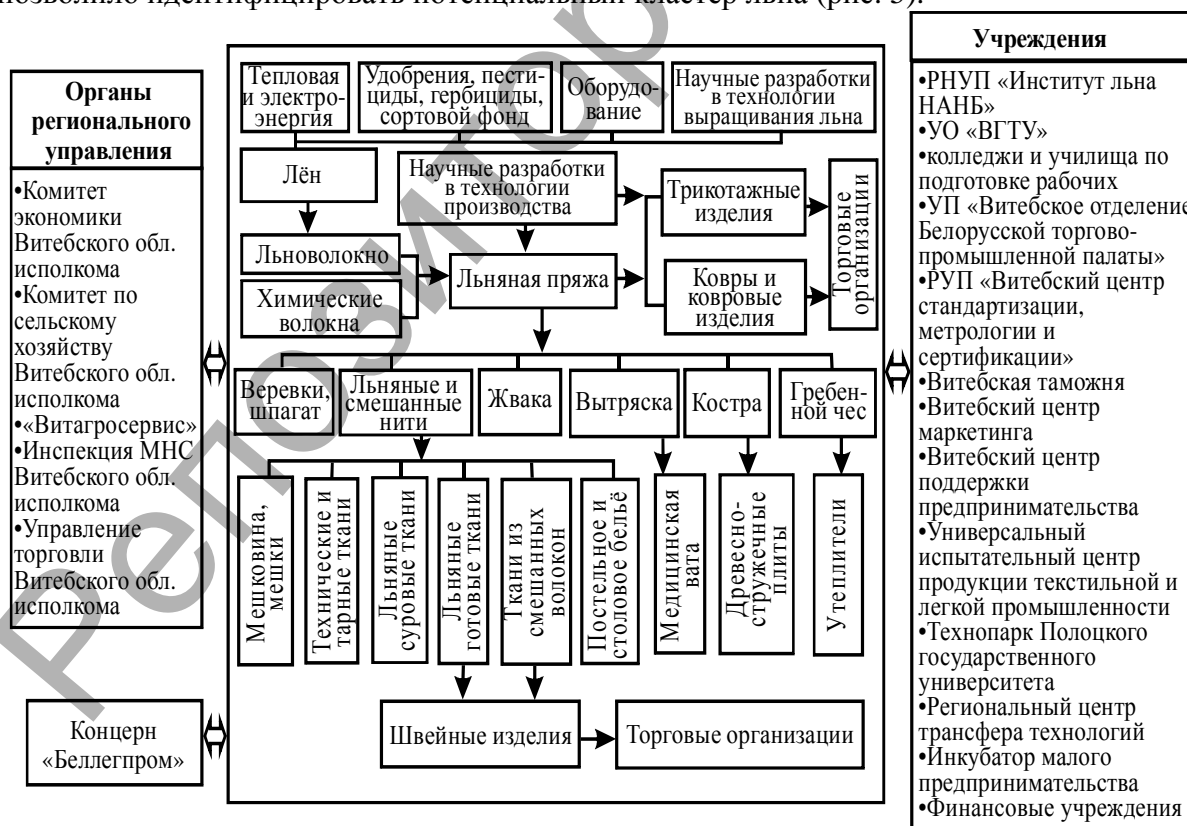 позволило идентифицировать потенциальный кластер льна (рис. 3).
Органы
регионального
управления
•Комитет
экономики
Витебского обл.
исполкома
•Комитет по
сельскому
хозяйству
Витебского обл.
исполкома
•«Витагросервис»
•Инспекция МНС
Витебского обл.
исполкома
•Управление
торговли
Витебского обл.
исполкома
Концерн
«Беллегпром»
Тепловая
и электро-
энергия
Удобрения, пести-
циды, гербициды,
сортовой фонд
Оборудо-
вание
Научные разработки
в технологии
выращивания льна
Лён
Научные разработки
в технологии
производства
Трикотажные
изделия
Торговые
организации
Льноволокно
Химические
волокна
Льняная пряжа
Ковры и
ковровые
изделия
Веревки,
шпагат
Льняные и
смешанные
нити
Жвака
Вытряска
Костра
Гребен-
ной чес
Мешковина,
мешки
Технические и
тарные ткани
Льняные
суровые ткани
Льняные
готовые ткани
Ткани из
смешанных
волокон
Постельное и
столовое бельё
Медицинская
вата
Древесно-
стружечные
плиты
Утеплители
Швейные изделия
Торговые организации
Учреждения
•РНУП «Институт льна
НАНБ»
•УО «ВГТУ»
•колледжи и училища по
подготовке рабочих
•УП «Витебское отделение
Белорусской торгово-
промышленной палаты»
•РУП «Витебский центр
стандартизации,
метрологии и
сертификации»
•Витебская таможня
•Витебский центр
маркетинга
•Витебский центр
поддержки
предпринимательства
•Универсальный
испытательный центр
продукции текстильной и
легкой промышленности
•Технопарк Полоцкого
государственного
университета
•Региональный центр
трансфера технологий
•Инкубатор малого
предпринимательства
•Финансовые учреждения
Репозитор